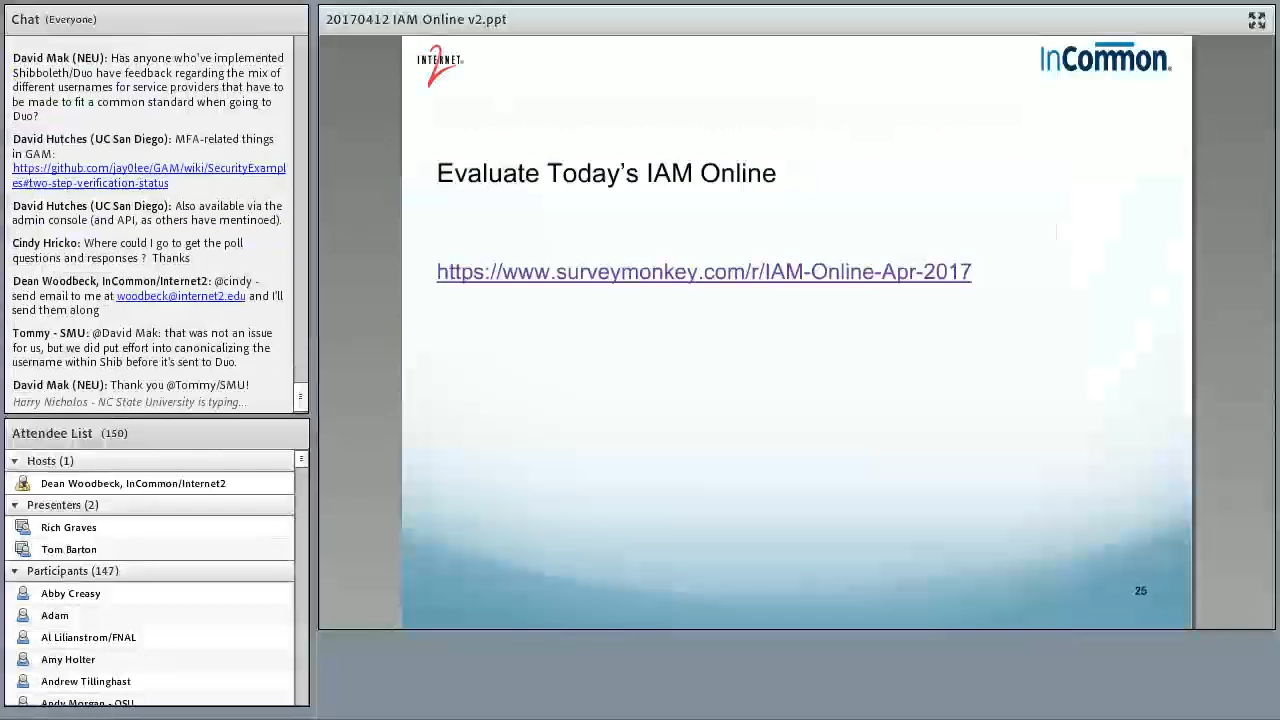 Chat (Everyone)
David Mak (NEU): Has anyone who've implemented
Shibboleth/Duo have feedback regarding the mix of
different usernames for service providers that have to
be made to fit a common standard when going to
Duo?
David Hutches (UC San Diego): MFA-related things
in GAM:
https://github.com/jay0lee/GAM/wiki/SecurityExampl
es#two-step-verification-status
David Hutches (UC San Diego): Also available via the
admin console (and API, as others have mentinoed).
Cindy Hricko: Where could I go to get the poll
questions and responses ? Thanks
Dean Woodbeck, InCommon/Internet2: @cindy -
send email to me at woodbeck@internet2.edu and I'll
send them along
Tommy - SMU: @David Mak: that was not an issue
for us, but we did put effort into canonicalizing the
username within Shib before it's sent to Duo.
David Mak (NEU): Thank you @Tommy/SMU!
Harry Nicholos - NC State University is typing...
Attendee List (150)
Hosts (1)
Dean Woodbeck, InCommon/Internet2
Presenters (2)
Rich Graves
Tom Barton
Participants (147)
Abby Creasy
Adam
Al Lilianstrom/FNAL
Amy Holter
Andrew Tillinghast
Andy Morgan - OSU
20170412 IAM Online v2.ppt
INTERNET 2 ®
InCommon ®
Evaluate Today's IAM Online
https://www.surveymonkey.com/r/IAM-Online-Apr-2017
25